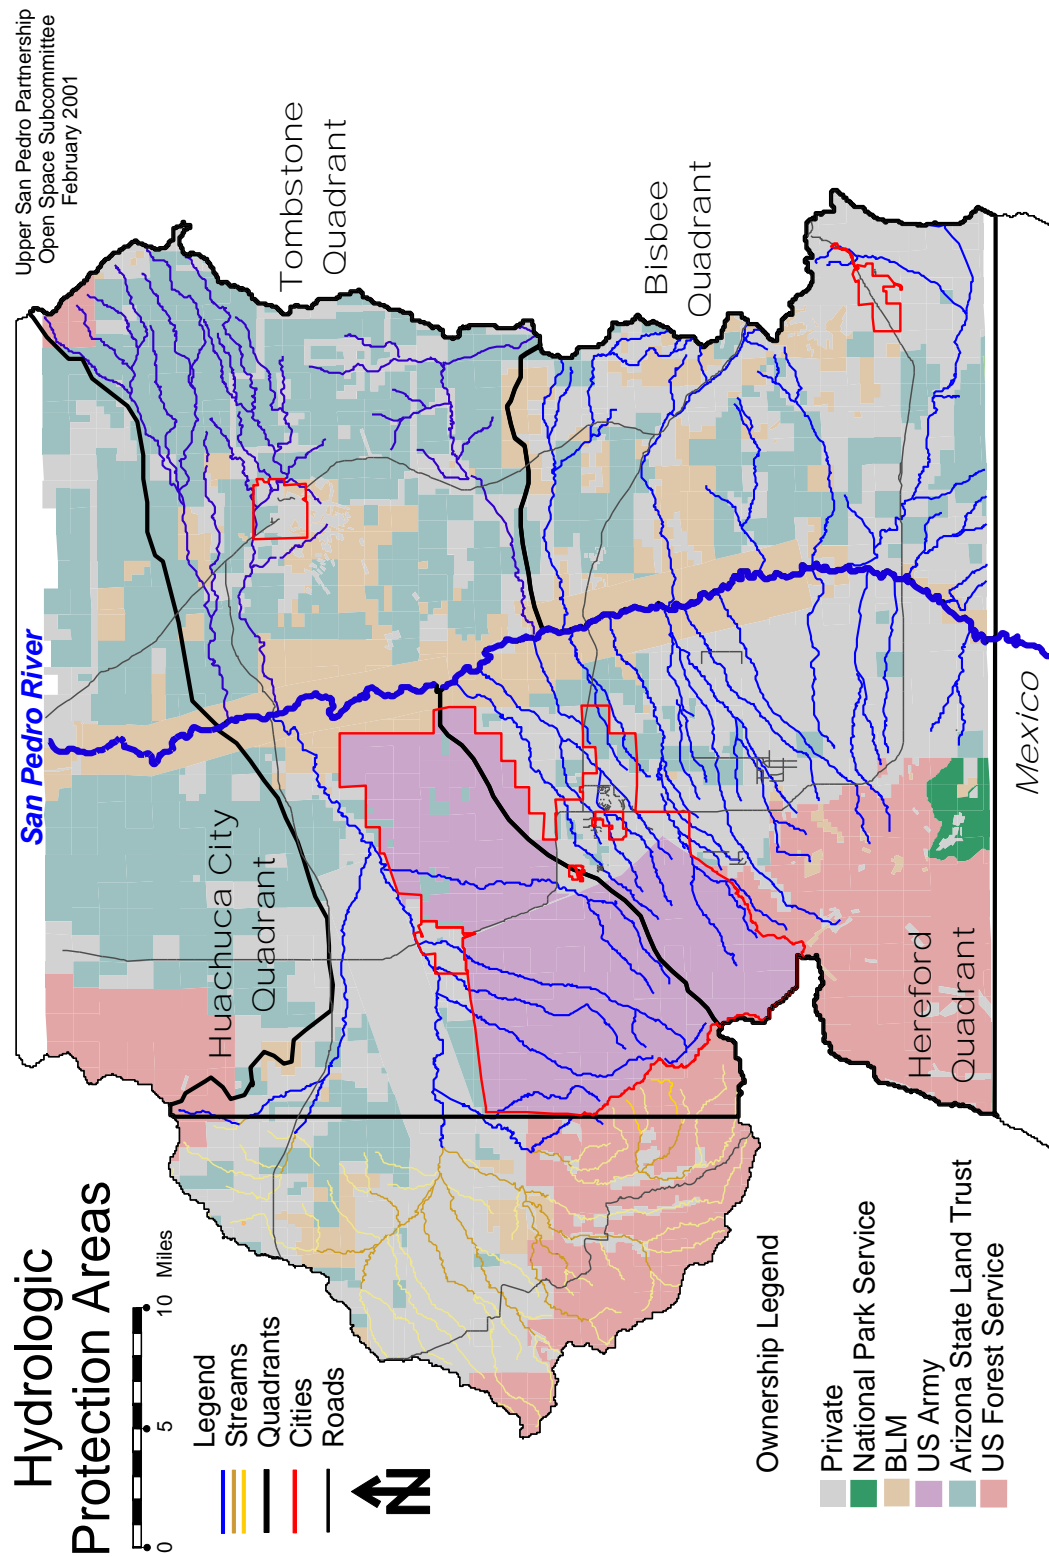 Hydrologic
Protection Areas
0 5 10 Miles
Legend
Streams
Quadrants
Cities
Roads
N
Ownership Legend
Private
National Park Service
BLM
US Army
Arizona State Land Trust
US Forest Service
San Pedro River
Huachuca City
Quadrant
Hereford
Quadrant
Mexico
Tombstone
Quadrant
Bisbee
Quadrant
Upper San Pedro Partnership
Open Space Subcommittee
February 2001